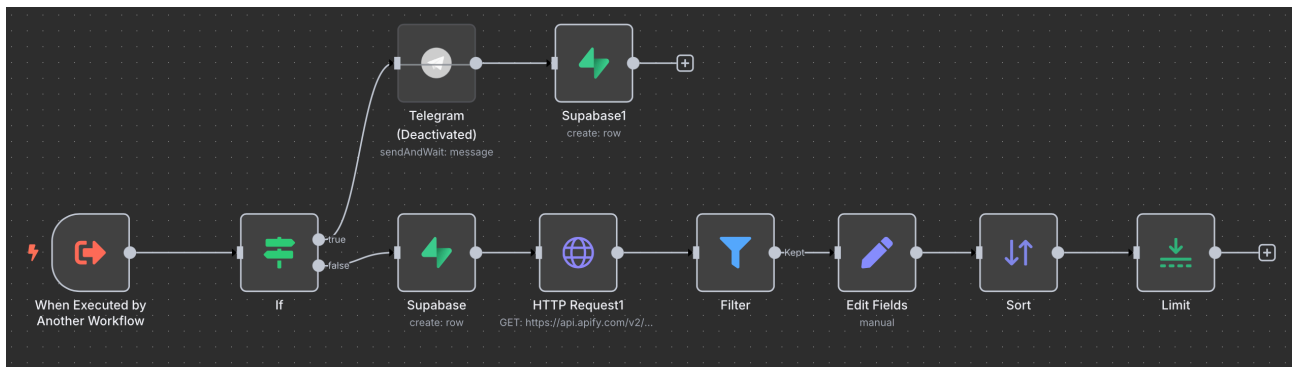 Telegram
(Deactivated)
sendAndWait: message
Supabase1
create: row
true
false
Kept
When Executed by
Another Workflow
If
Supabase
create: row
HTTP Request1
GET: https://api.apify.com/v2/...
Filter
Edit Fields
manual
Sort
Limit